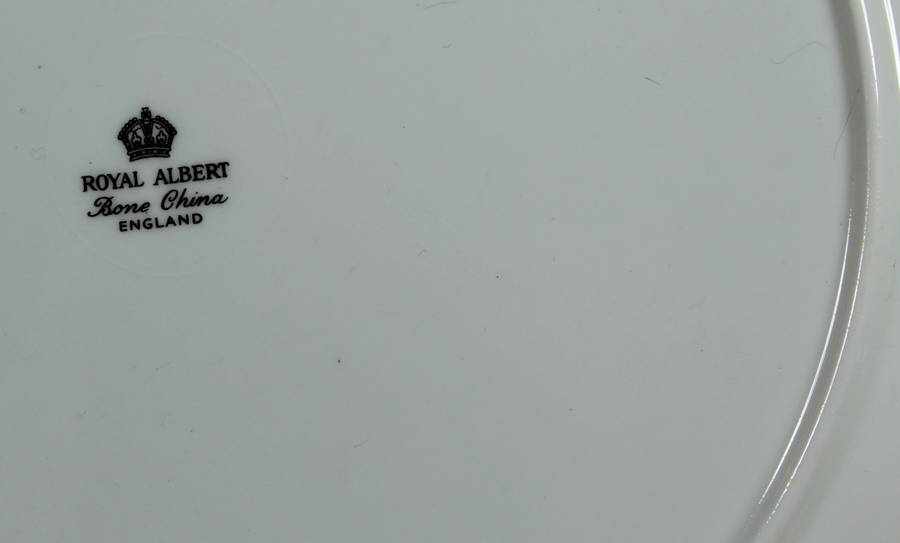 ROYAL ALBERT
Bone China
ENGLAND